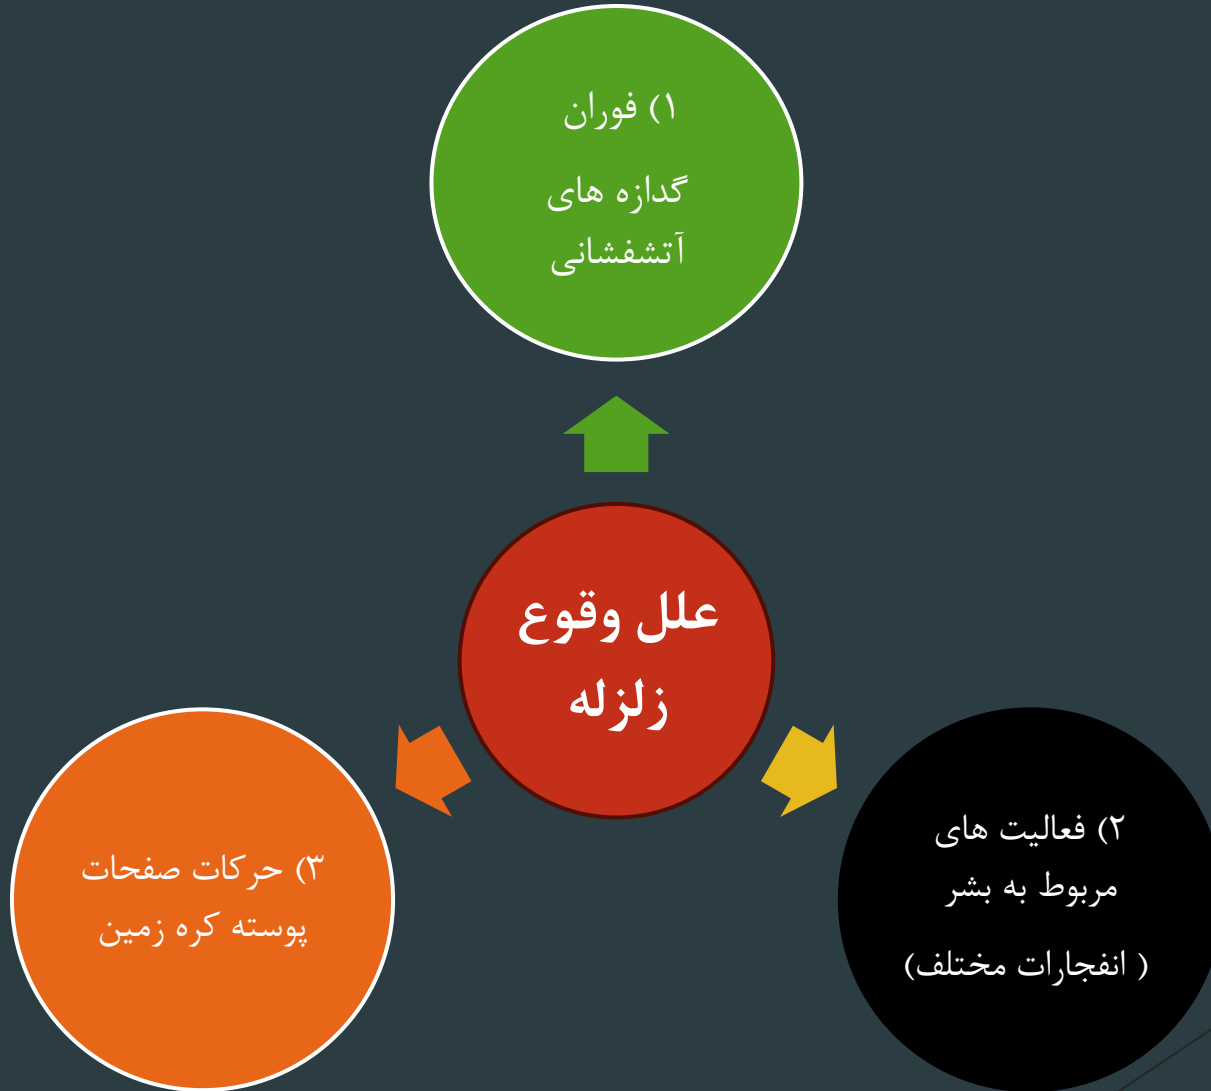 ۱) فوران
گدازه های
آتشفشانی
علل وقوع
زلزله
۲) فعالیت های
مربوط به بشر
( انفجارات مختلف)
۳) حرکات صفحات
پوسته کره زمین